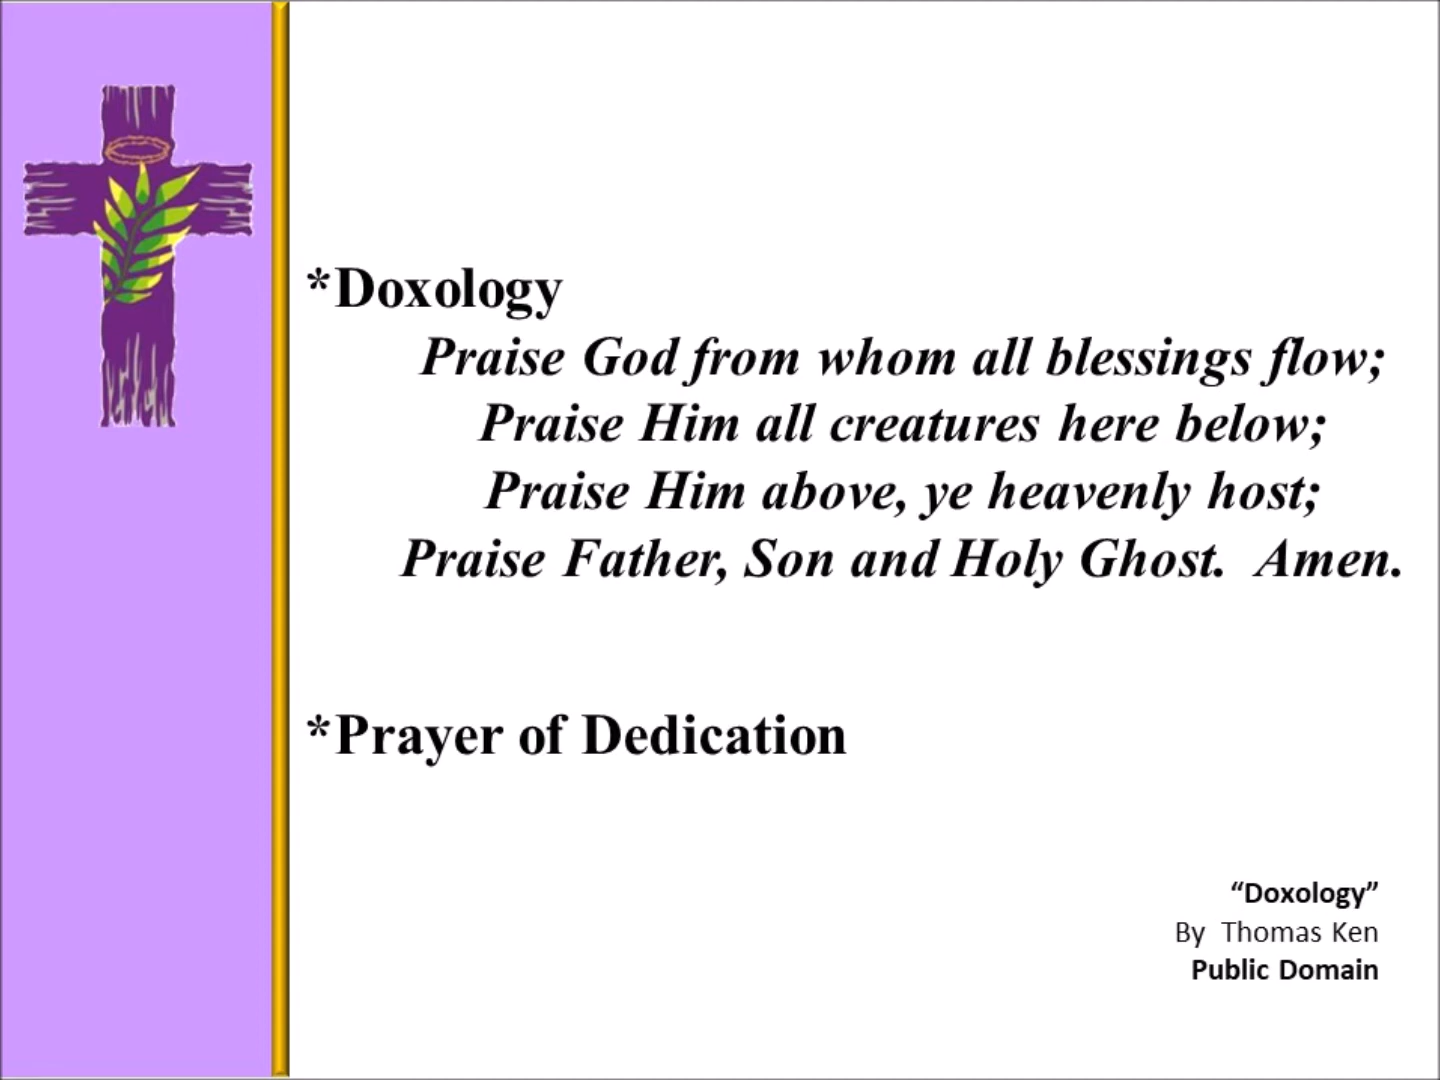 *Doxology
Praise God from whom all blessings flow;
Praise Him all creatures here below;
Praise Him above, ye heavenly host;
Praise Father, Son and Holy Ghost.  Amen.
*Prayer of Dedication
“Doxology”
By  Thomas Ken
Public Domain